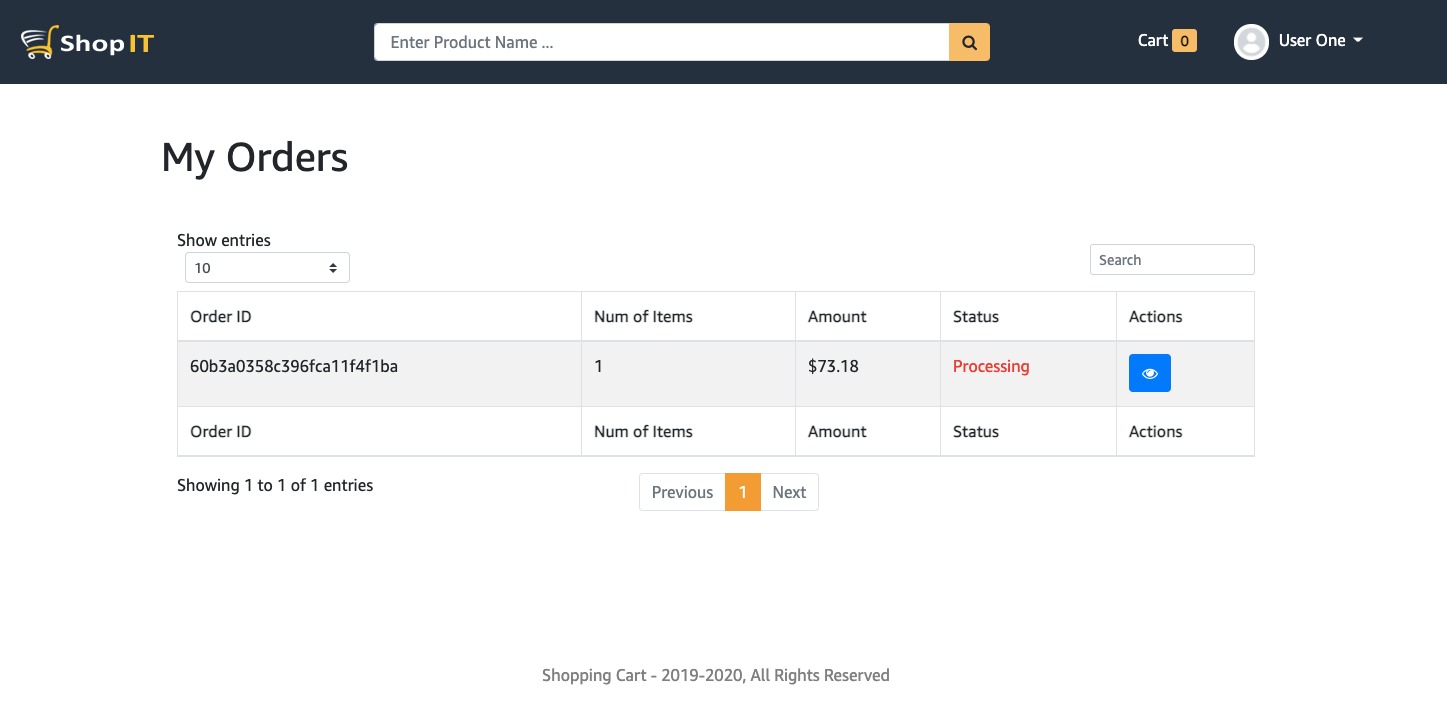 Shop IT
Enter Product Name ...
Cart 0
User One
My Orders
Show entries
10
Search
Order ID Num of Items Amount Status Actions
60b3a0358c396fca11f4f1ba 1 $73.18 Processing
Order ID Num of Items Amount Status Actions
Showing 1 to 1 of 1 entries
Previous 1 Next
Shopping Cart - 2019-2020, All Rights Reserved